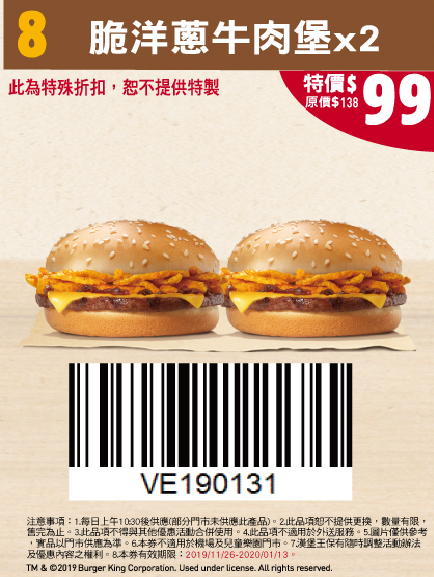 8 脆洋蔥牛肉堡x2
此為特殊折扣，恕不提供特製
特價$99
原價$138
VE190131
注意事項：1.每日上午10:30後供應(部分門市未供應此產品)。2.此品項恕不提供更換，數量有限，
售完為止。3.此品項不得與其他優惠活動合併使用。4.此品項不適用於外送服務。5.圖片僅供參考
，實品以門市供應為準。6.本券不適用於機場及兒童樂園門市。7.漢堡王保有隨時調整活動辦法
及優惠內容之權利。8.本券有效期限：2019/11/26-2020/01/13。
TM & ©2019 Burger King Corporation. Used under license. All rights reserved.